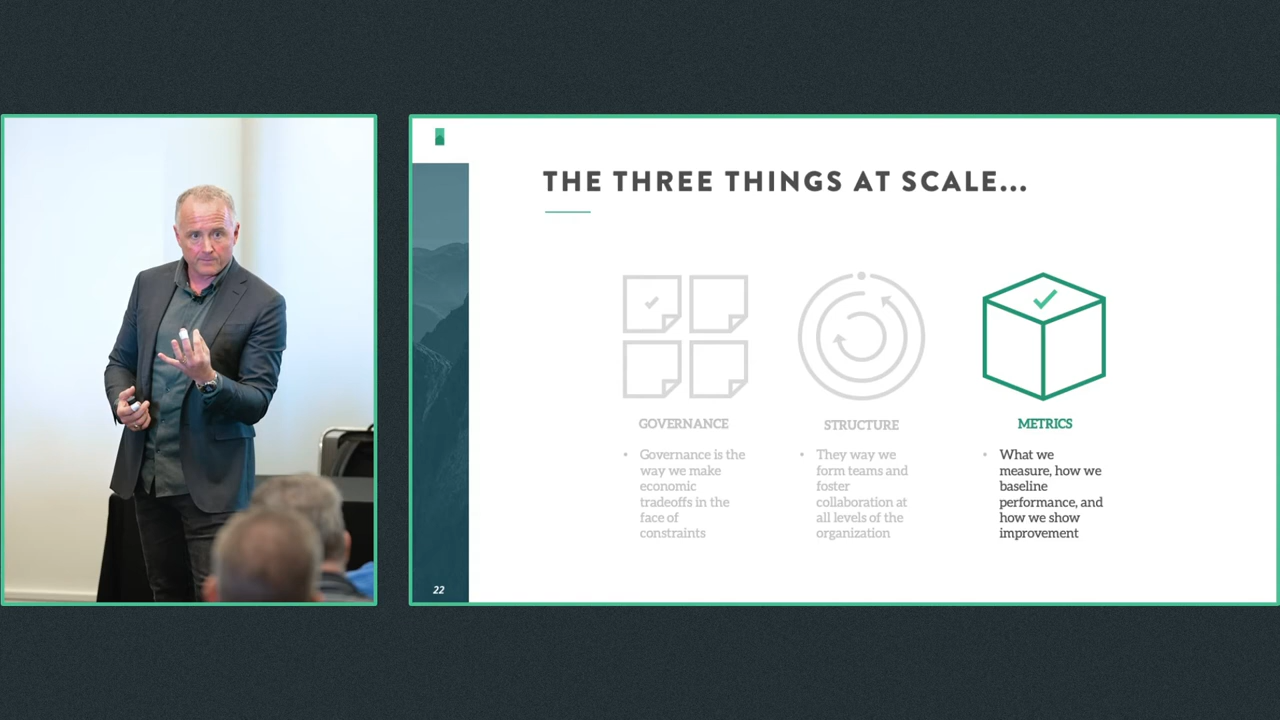 THE THREE THINGS AT SCALE...
GOVERNANCE
• Governance is the
way we make
economic
tradeoffs in the
face of
constraints
STRUCTURE
• They way we
form teams and
foster
collaboration at
all levels of the
organization
METRICS
• What we
measure, how we
baseline
performance, and
how we show
improvement
22